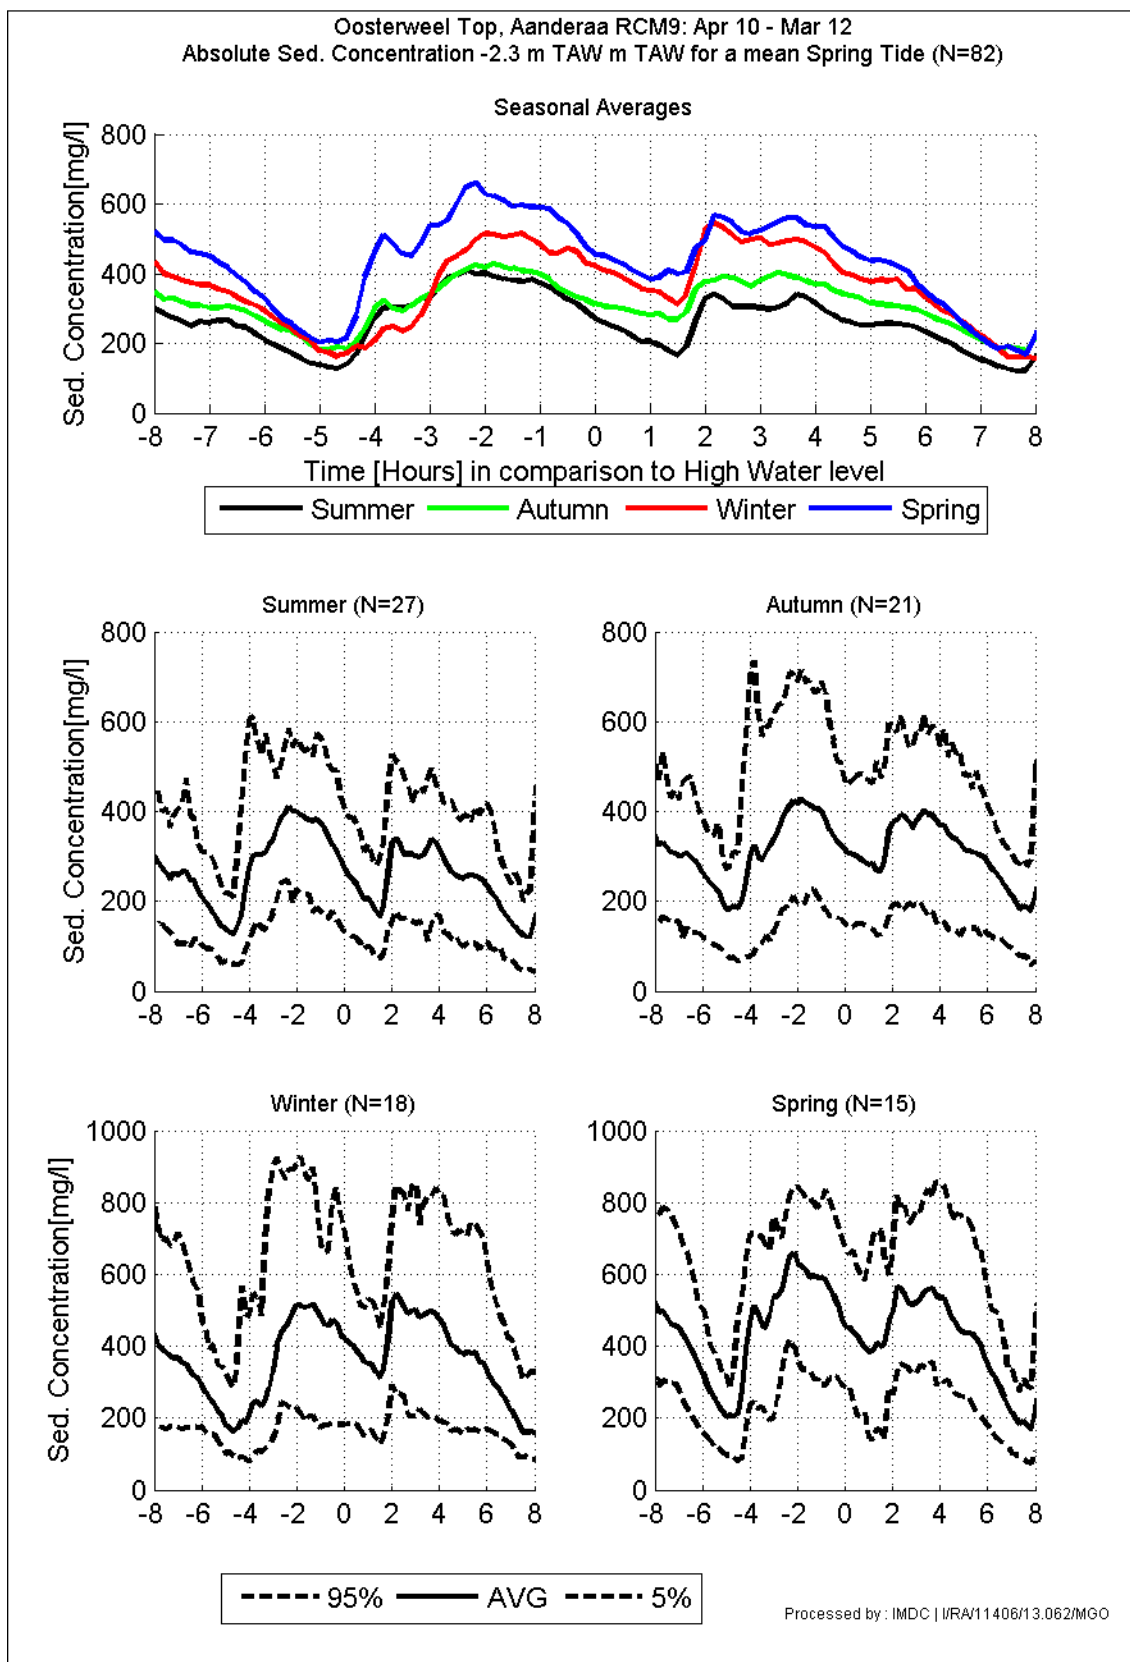 Oosterweel Top, Aanderaa RCM9: Apr 10 - Mar 12
Absolute Sed. Concentration -2.3 m TAW m TAW for a mean Spring Tide (N=82)
Seasonal Averages
Sed. Concentration[mg/l]
800
600
400
200
0
-8 -7 -6 -5 -4 -3 -2 -1 0 1 2 3 4 5 6 7 8
Time [Hours] in comparison to High Water level
Summer Autumn Winter Spring
Summer (N=27)
Sed. Concentration[mg/l]
800
600
400
200
0
-8 -6 -4 -2 0 2 4 6 8
Autumn (N=21)
800
600
400
200
0
-8 -6 -4 -2 0 2 4 6 8
Winter (N=18)
Sed. Concentration[mg/l]
1000
800
600
400
200
0
-8 -6 -4 -2 0 2 4 6 8
Spring (N=15)
1000
800
600
400
200
0
-8 -6 -4 -2 0 2 4 6 8
95% AVG 5%
Processed by : IMDC | I/RA/11406/13.062/MGO